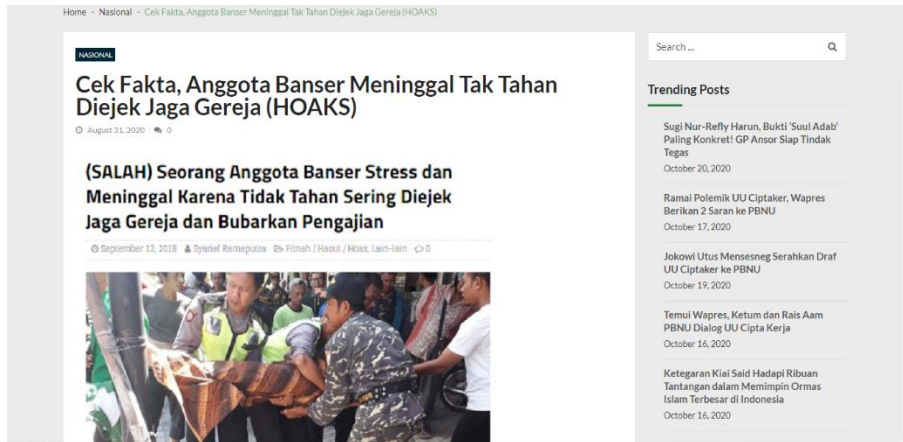 Home - Nasional - Cek Fakta, Anggota Banser Meninggal Tak Tahan Diejek Jaga Gereja (HOAKS)
NASIONAL
Cek Fakta, Anggota Banser Meninggal Tak Tahan
Diejek Jaga Gereja (HOAKS)
August 31, 2020 0
(SALAH) Seorang Anggota Banser Stress dan
Meninggal Karena Tidak Tahan Sering Diejek
Jaga Gereja dan Bubarkan Pengajian
September 12, 2018 Syarief Ramaputra Fitnah / Hasut / Hoax, Lain-lain 0
Search ...
Trending Posts
Sugi Nur-Refly Harun, Bukti ‘Suul Adab’
Paling Konkret! GP Ansor Siap Tindak
Tegas
October 20, 2020
Ramai Polemik UU Ciptaker, Wapres
Berikan 2 Saran ke PBNU
October 17, 2020
Jokowi Utus Mensesneg Serahkan Draf
UU Ciptaker ke PBNU
October 19, 2020
Temui Wapres, Ketum dan Rais Aam
PBNU Dialog UU Cipta Kerja
October 16, 2020
Ketegaran Kiai Said Hadapi Ribuan
Tantangan dalam Memimpin Ormas
Islam Terbesar di Indonesia
October 16, 2020